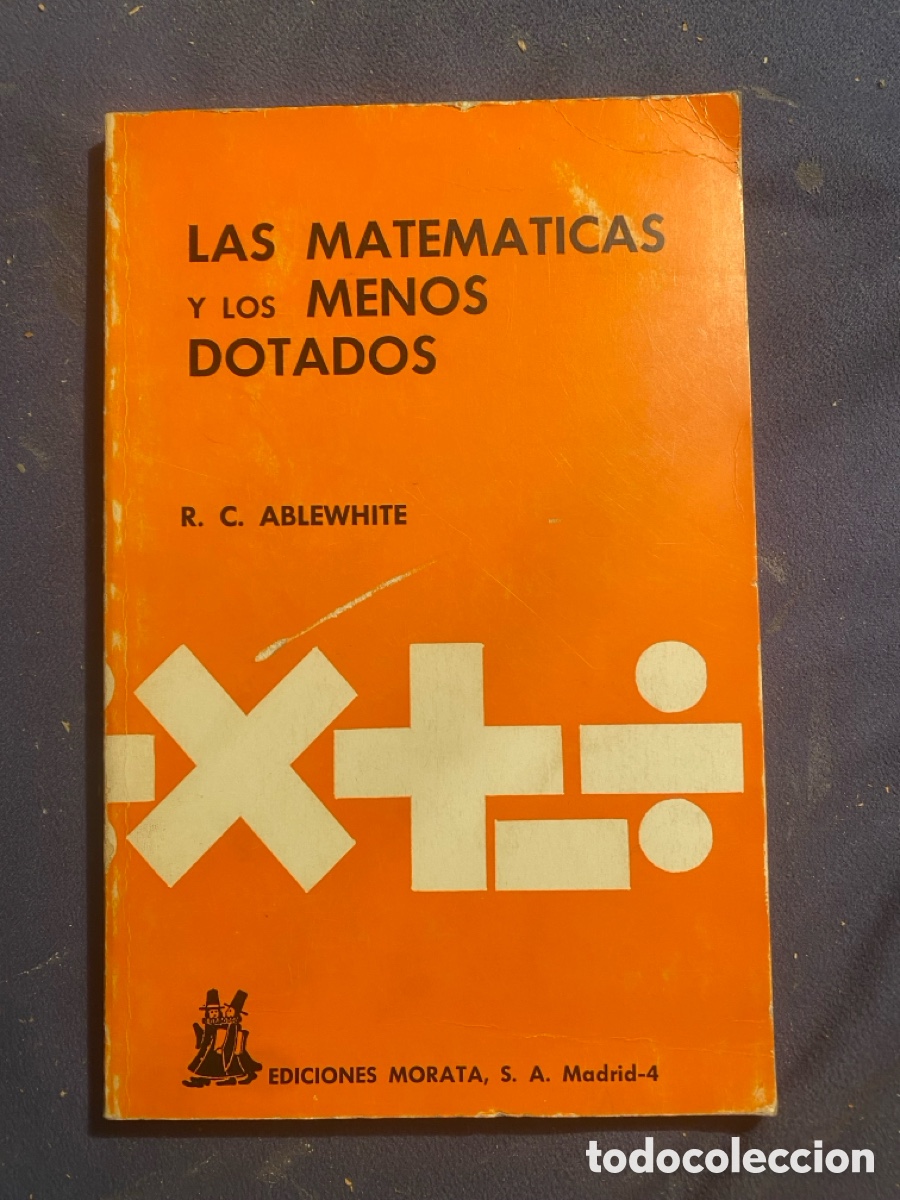 LAS MATEMATICAS
Y LOS MENOS
DOTADOS
R. C. ABLEWHITE
EDICIONES MORATA, S. A. Madrid-4
todocoleccion